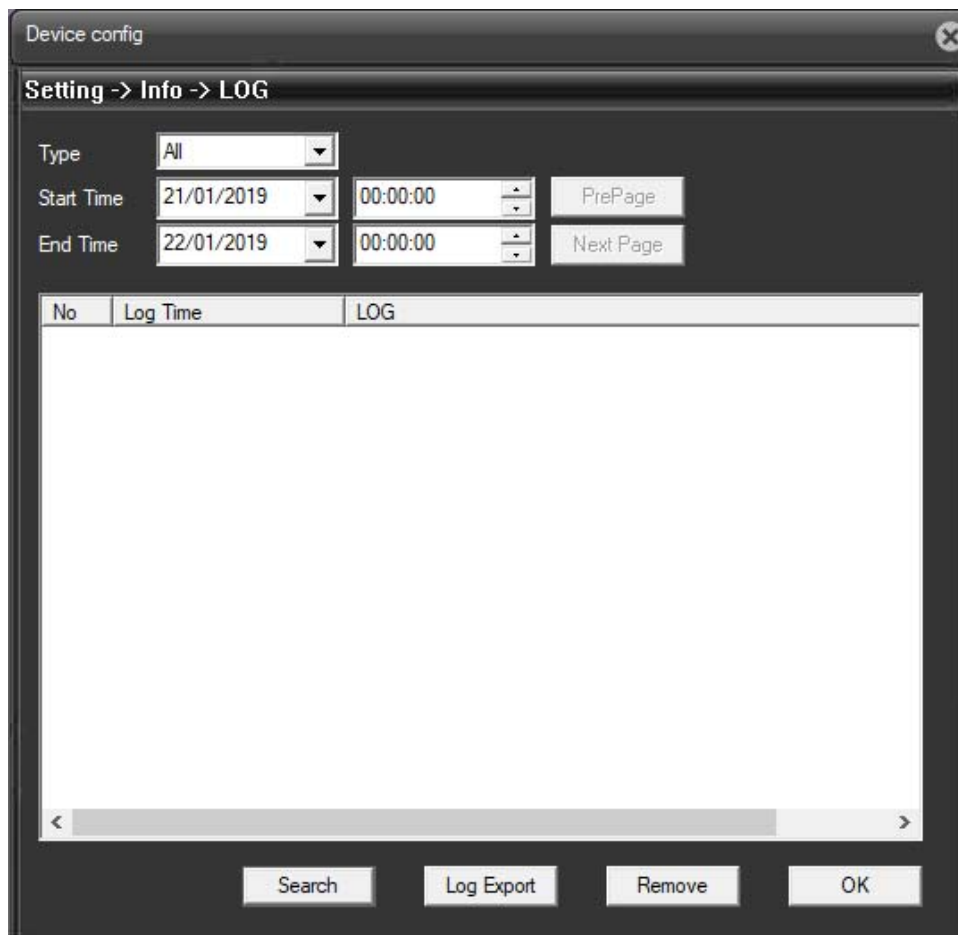 Device config
Setting -> Info -> LOG
Type All
Start Time 21/01/2019 00:00:00 PrePage
End Time 22/01/2019 00:00:00 Next Page
No Log Time LOG
Search Log Export Remove OK